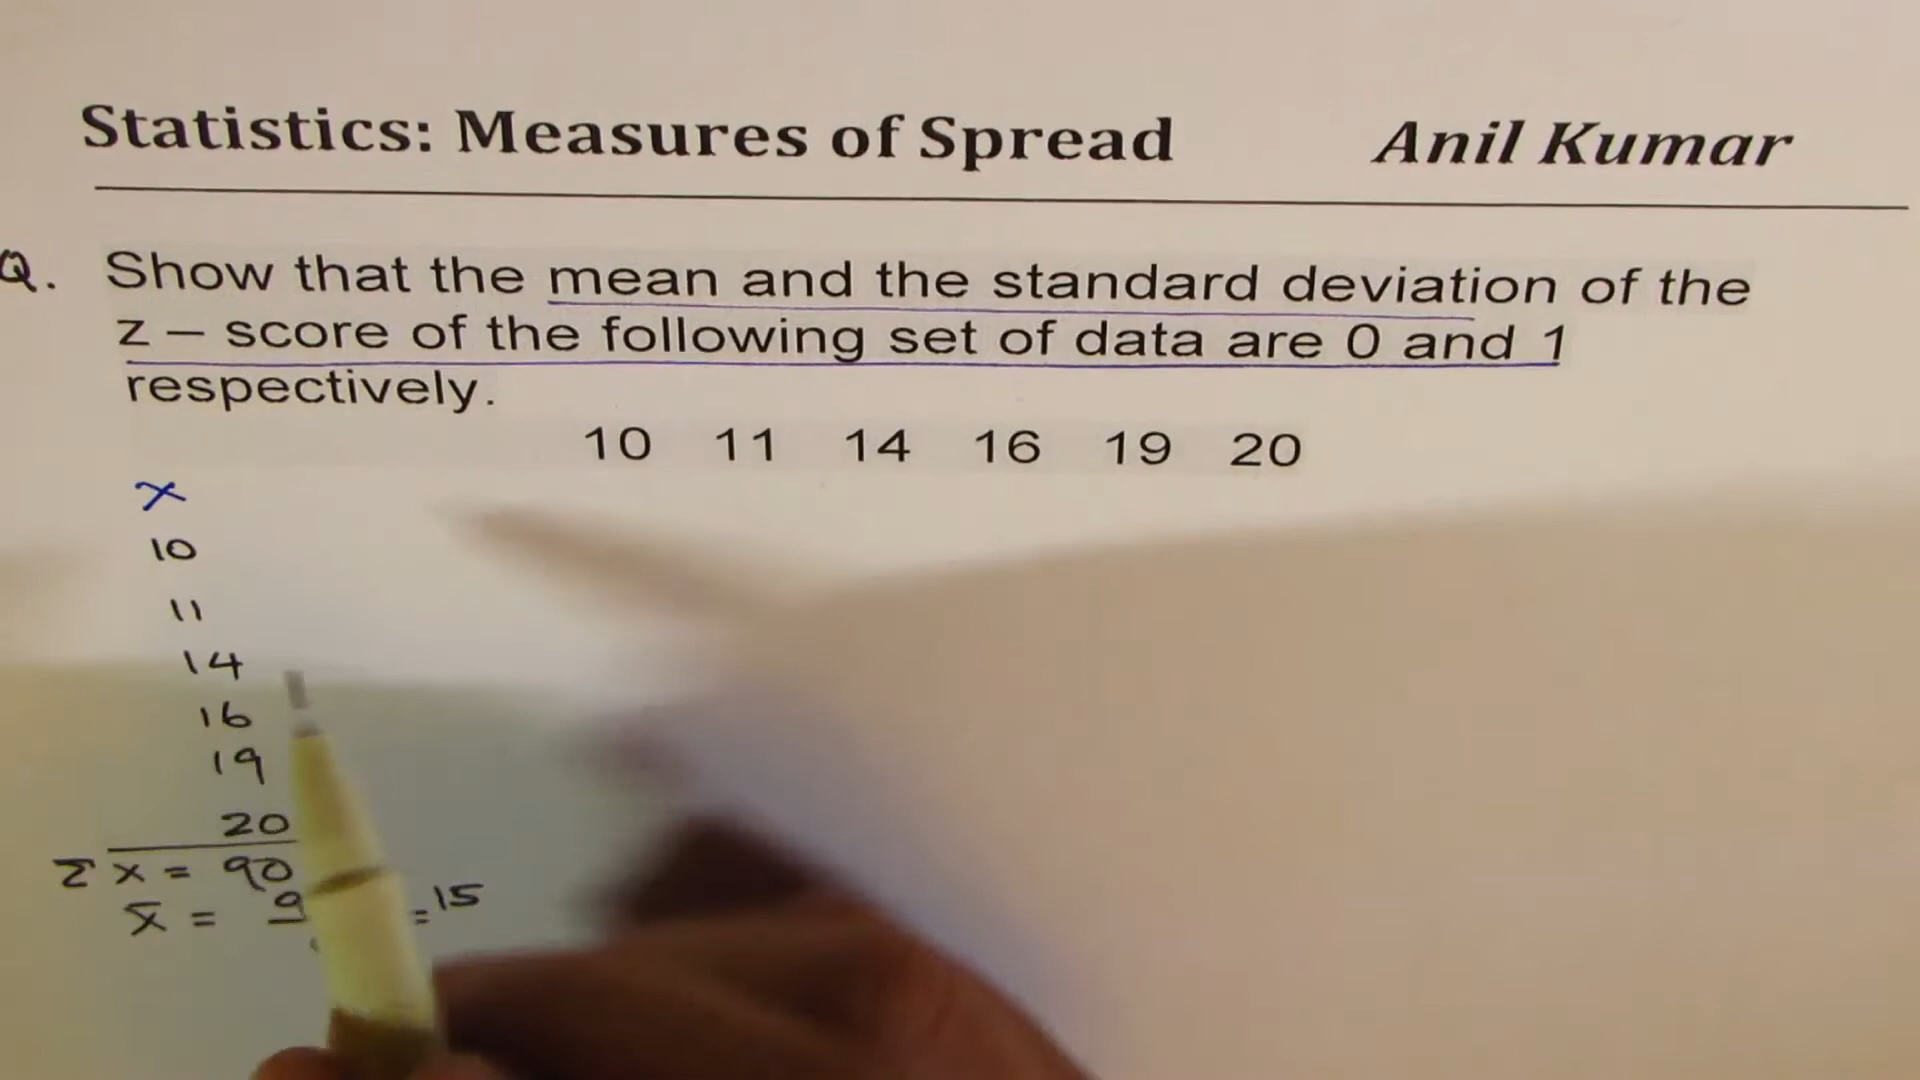 Statistics: Measures of Spread Anil Kumar
Q. Show that the mean and the standard deviation of the
z – score of the following set of data are 0 and 1
respectively.
10 11 14 16 19 20
x
10
11
14
16
19
20
Σ x = 90
x̄ = 9 = 15